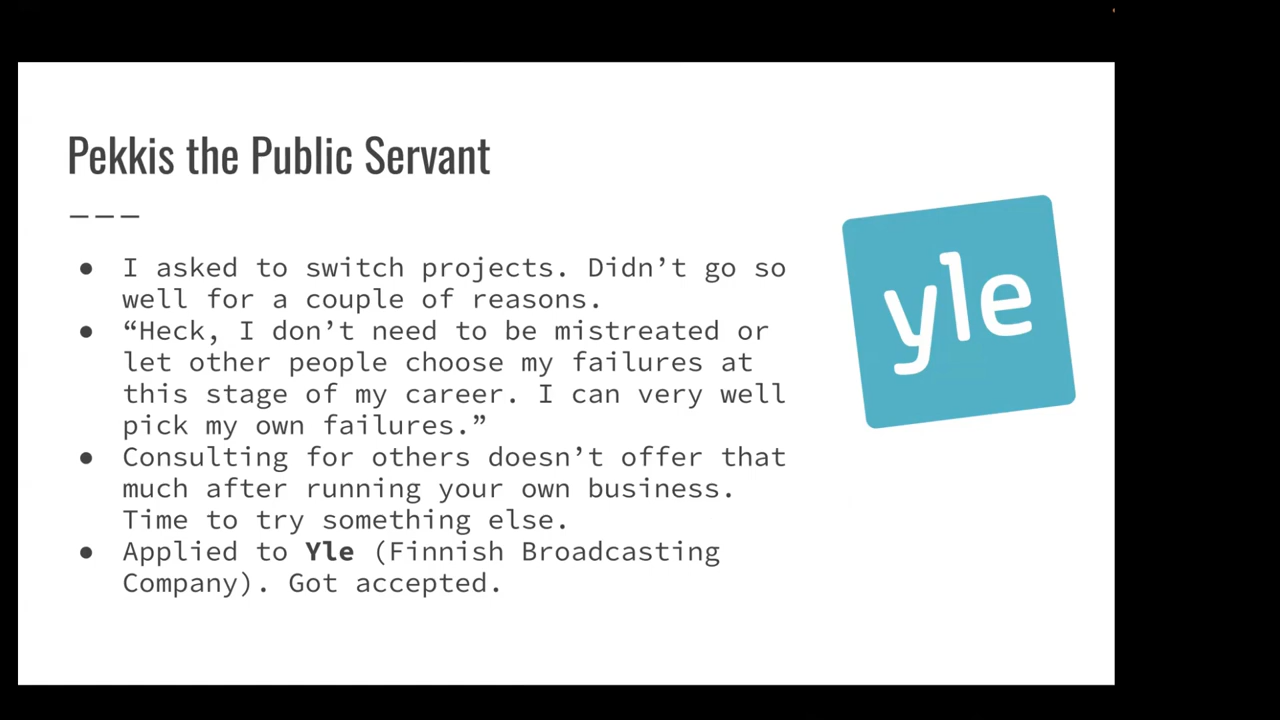 Pekkis the Public Servant
———
● I asked to switch projects. Didn’t go so
well for a couple of reasons.
● “Heck, I don’t need to be mistreated or
let other people choose my failures at
this stage of my career. I can very well
pick my own failures.”
● Consulting for others doesn’t offer that
much after running your own business.
Time to try something else.
● Applied to Yle (Finnish Broadcasting
Company). Got accepted.
yle